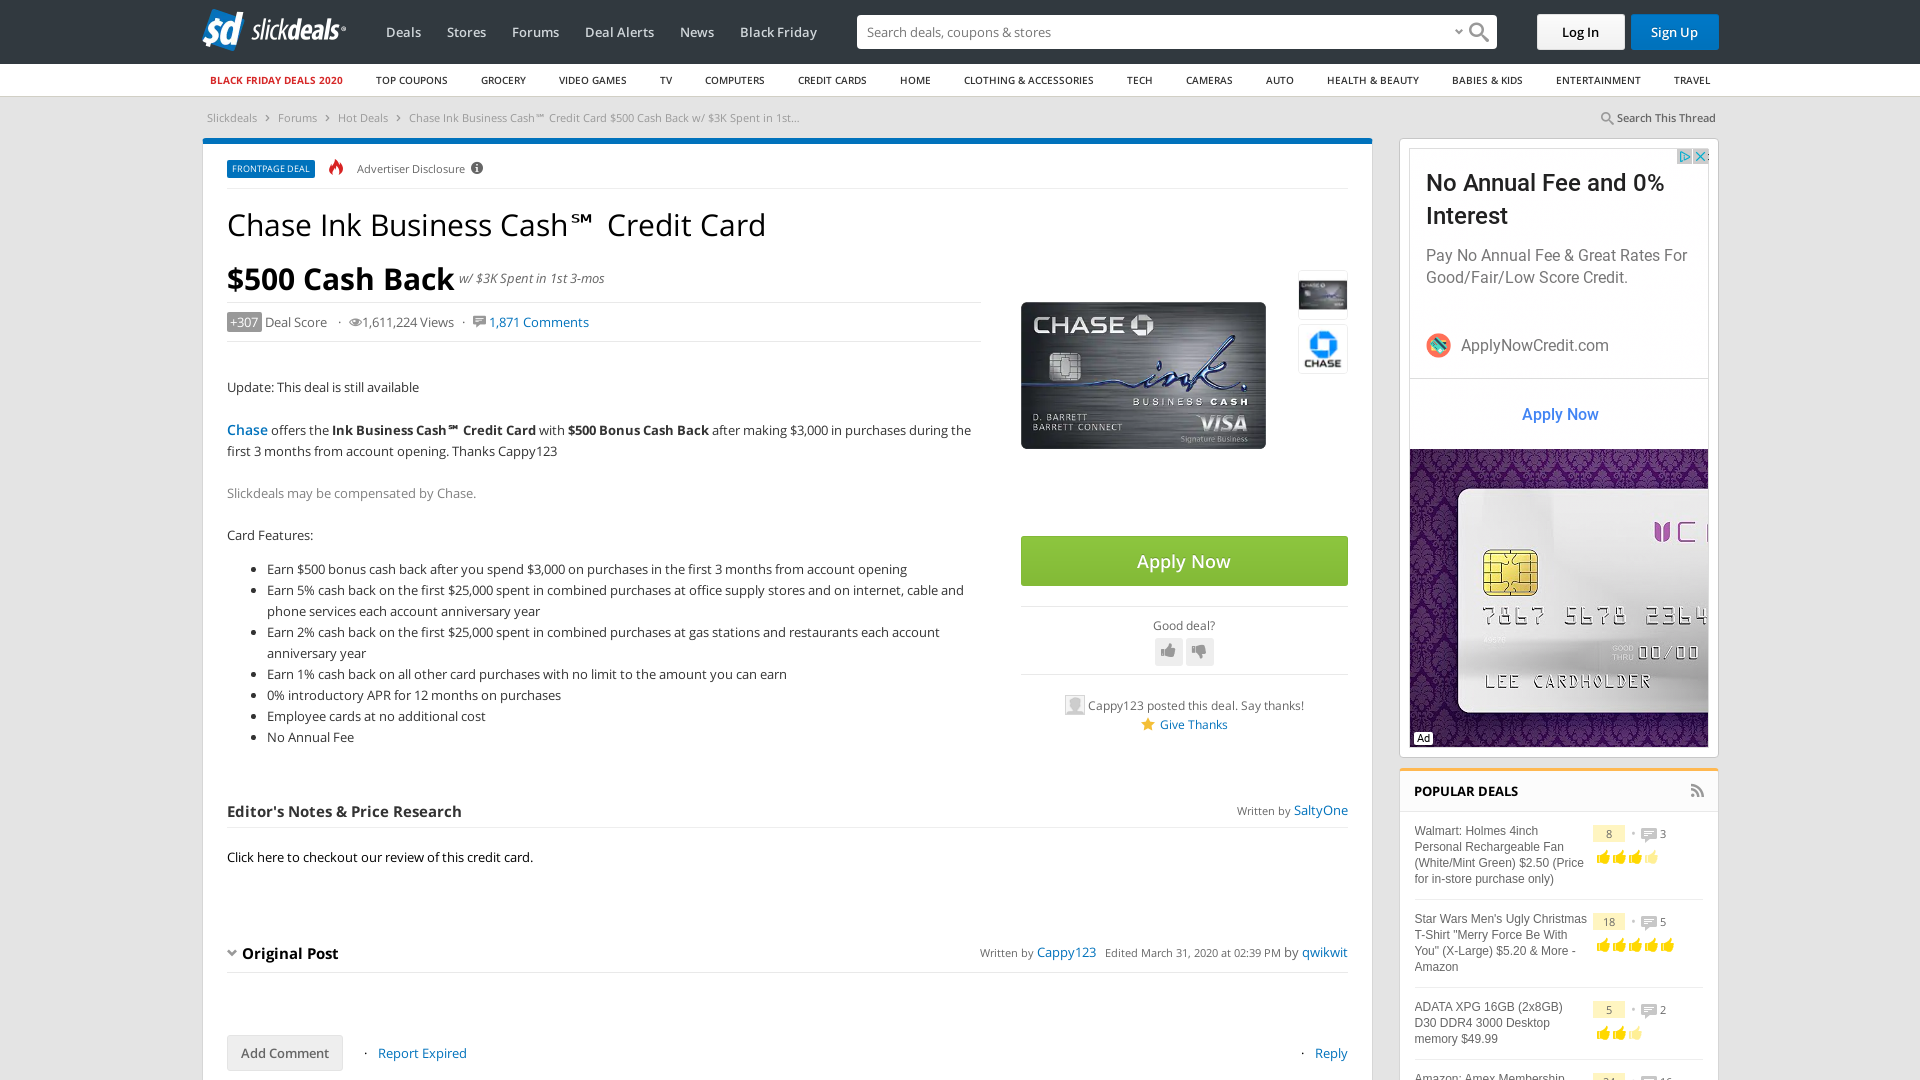 slickdeals
Deals
Stores
Forums
Deal Alerts
News
Black Friday
Search deals, coupons & stores
Log In
Sign Up
BLACK FRIDAY DEALS 2020
TOP COUPONS
GROCERY
VIDEO GAMES
TV
COMPUTERS
CREDIT CARDS
HOME
CLOTHING & ACCESSORIES
TECH
CAMERAS
AUTO
HEALTH & BEAUTY
BABIES & KIDS
ENTERTAINMENT
TRAVEL
Slickdeals › Forums › Hot Deals › Chase Ink Business Cash℠ Credit Card $500 Cash Back w/ $3K Spent in 1st...
Search This Thread
FRONTPAGE DEAL
Advertiser Disclosure
Chase Ink Business Cash℠ Credit Card
$500 Cash Back w/ $3K Spent in 1st 3-mos
+307 Deal Score · 1,611,224 Views · 1,871 Comments
Update: This deal is still available
Chase offers the Ink Business Cash℠ Credit Card with $500 Bonus Cash Back after making $3,000 in purchases during the
first 3 months from account opening. Thanks Cappy123
Slickdeals may be compensated by Chase.
Card Features:
• Earn $500 bonus cash back after you spend $3,000 on purchases in the first 3 months from account opening
• Earn 5% cash back on the first $25,000 spent in combined purchases at office supply stores and on internet, cable and
phone services each account anniversary year
• Earn 2% cash back on the first $25,000 spent in combined purchases at gas stations and restaurants each account
anniversary year
• Earn 1% cash back on all other card purchases with no limit to the amount you can earn
• 0% introductory APR for 12 months on purchases
• Employee cards at no additional cost
• No Annual Fee
CHASE
ink.
BUSINESS CASH
D. BARRETT
BARRETT CONNECT
VISA
Signature Business
CHASE
Apply Now
Good deal?
Cappy123 posted this deal. Say thanks!
Give Thanks
Editor's Notes & Price Research
Written by SaltyOne
Click here to checkout our review of this credit card.
Original Post
Written by Cappy123 Edited March 31, 2020 at 02:39 PM by qwikwit
Add Comment
· Report Expired
· Reply
No Annual Fee and 0%
Interest
Pay No Annual Fee & Great Rates For
Good/Fair/Low Score Credit.
ApplyNowCredit.com
Apply Now
7867 5678 2364
GOOD
THRU
00/00
LEE CARDHOLDER
Ad
POPULAR DEALS
Walmart: Holmes 4inch
Personal Rechargeable Fan
(White/Mint Green) $2.50 (Price
for in-store purchase only)
8 • 3
Star Wars Men's Ugly Christmas
T-Shirt "Merry Force Be With
You" (X-Large) $5.20 & More -
Amazon
18 • 5
ADATA XPG 16GB (2x8GB)
D30 DDR4 3000 Desktop
memory $49.99
5 • 2
Amazon: Amex Membership